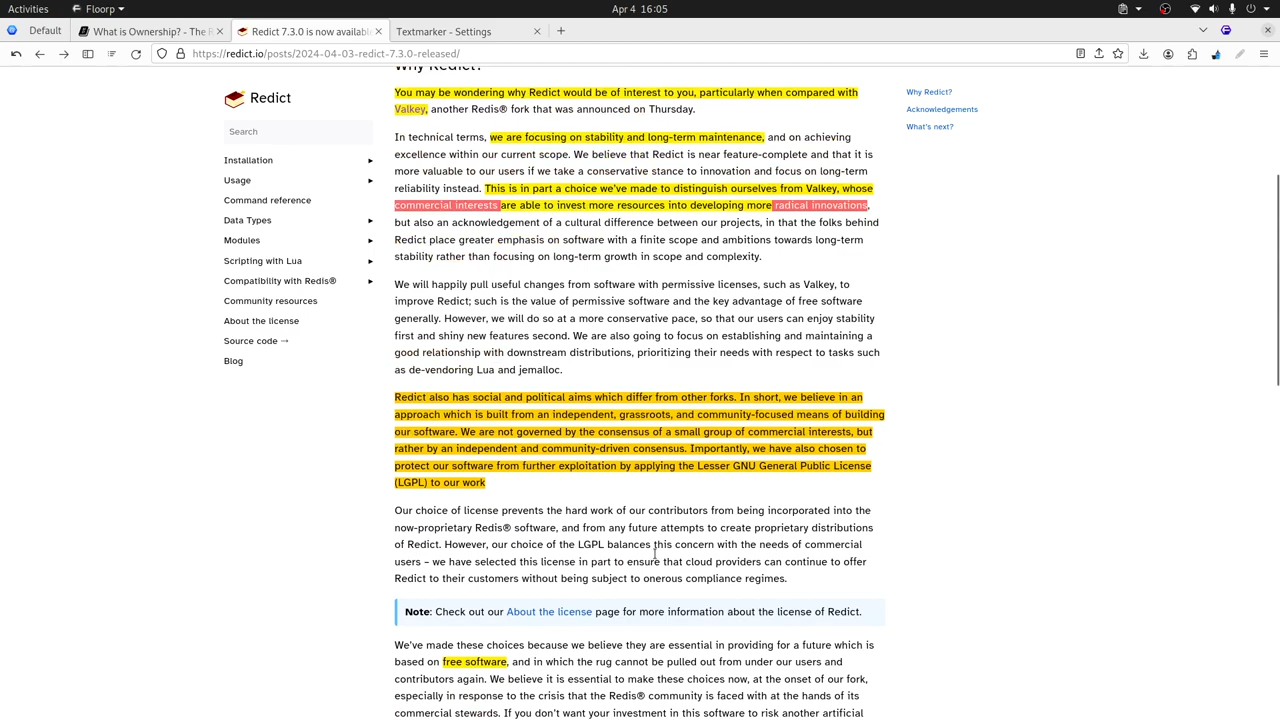 Activities
Floorp
Apr 4 16:05
Default
What is Ownership? - The R
Redict 7.3.0 is now availab
Textmarker - Settings
https://redict.io/posts/2024-04-03-redict-7.3.0-released/
Redict
Search
Installation
Usage
Command reference
Data Types
Modules
Scripting with Lua
Compatibility with Redis®
Community resources
About the license
Source code →
Blog
Why Redict?
You may be wondering why Redict would be of interest to you, particularly when compared with
Valkey, another Redis® fork that was announced on Thursday.
In technical terms, we are focusing on stability and long-term maintenance, and on achieving
excellence within our current scope. We believe that Redict is near feature-complete and that it is
more valuable to our users if we take a conservative stance to innovation and focus on long-term
reliability instead. This is in part a choice we've made to distinguish ourselves from Valkey, whose
commercial interests are able to invest more resources into developing more radical innovations,
but also an acknowledgement of a cultural difference between our projects, in that the folks behind
Redict place greater emphasis on software with a finite scope and ambitions towards long-term
stability rather than focusing on long-term growth in scope and complexity.
We will happily pull useful changes from software with permissive licenses, such as Valkey, to
improve Redict; such is the value of permissive software and the key advantage of free software
generally. However, we will do so at a more conservative pace, so that our users can enjoy stability
first and shiny new features second. We are also going to focus on establishing and maintaining a
good relationship with downstream distributions, prioritizing their needs with respect to tasks such
as de-vendoring Lua and jemalloc.
Redict also has social and political aims which differ from other forks. In short, we believe in an
approach which is built from an independent, grassroots, and community-focused means of building
our software. We are not governed by the consensus of a small group of commercial interests, but
rather by an independent and community-driven consensus. Importantly, we have also chosen to
protect our software from further exploitation by applying the Lesser GNU General Public License
(LGPL) to our work
Our choice of license prevents the hard work of our contributors from being incorporated into the
now-proprietary Redis® software, and from any future attempts to create proprietary distributions
of Redict. However, our choice of the LGPL balances this concern with the needs of commercial
users – we have selected this license in part to ensure that cloud providers can continue to offer
Redict to their customers without being subject to onerous compliance regimes.
Note: Check out our About the license page for more information about the license of Redict.
We've made these choices because we believe they are essential in providing for a future which is
based on free software, and in which the rug cannot be pulled out from under our users and
contributors again. We believe it is essential to make these choices now, at the onset of our fork,
especially in response to the crisis that the Redis® community is faced with at the hands of its
commercial stewards. If you don't want your investment in this software to risk another artificial
Why Redict?
Acknowledgements
What's next?